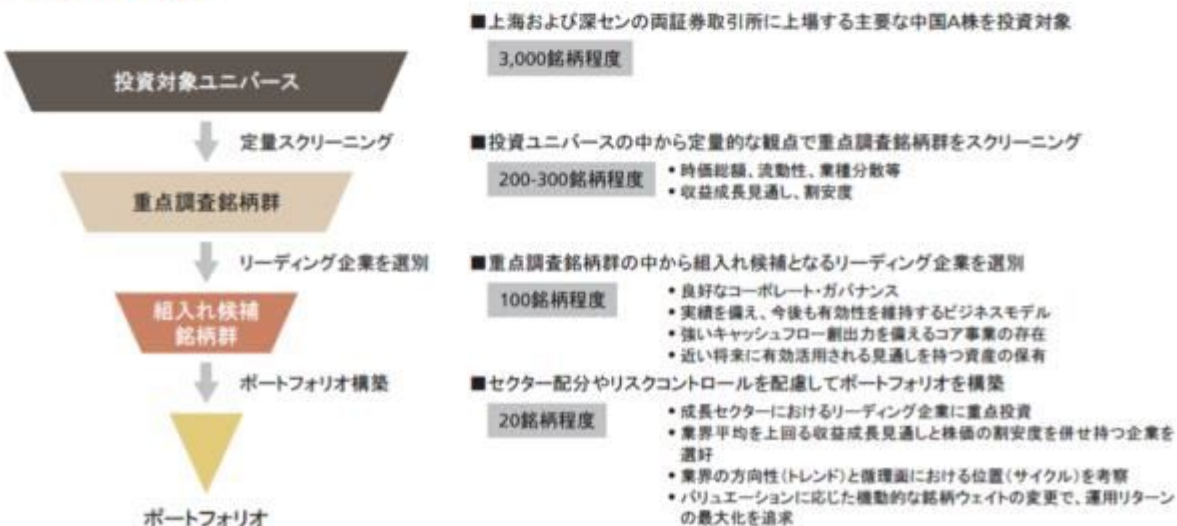 ■上海および深センの両証券取引所に上場する主要な中国A株を投資対象
3,000銘柄程度
投資対象ユニバース
定量スクリーニング
■投資ユニバースの中から定量的な観点で重点調査銘柄群をスクリーニング
200-300銘柄程度
• 時価総額、流動性、業種分散等
• 収益成長見通し、割安度
重点調査銘柄群
リーディング企業を選別
■重点調査銘柄群の中から組入れ候補となるリーディング企業を選別
100銘柄程度
• 良好なコーポレート・ガバナンス
• 実績を備え、今後も有効性を維持するビジネスモデル
• 強いキャッシュフロー創出力を備えるコア事業の存在
• 近い将来に有効活用される見通しを持つ資産の保有
組入れ候補
銘柄群
ポートフォリオ構築
■セクター配分やリスクコントロールを配慮してポートフォリオを構築
20銘柄程度
• 成長セクターにおけるリーディング企業に重点投資
• 業界平均を上回る収益成長見通しと株価の割安度を併せ持つ企業を
選好
• 業界の方向性(トレンド)と循環面における位置(サイクル)を考察
• バリュエーションに応じた機動的な銘柄ウェイトの変更で、運用リターン
の最大化を追求
ポートフォリオ